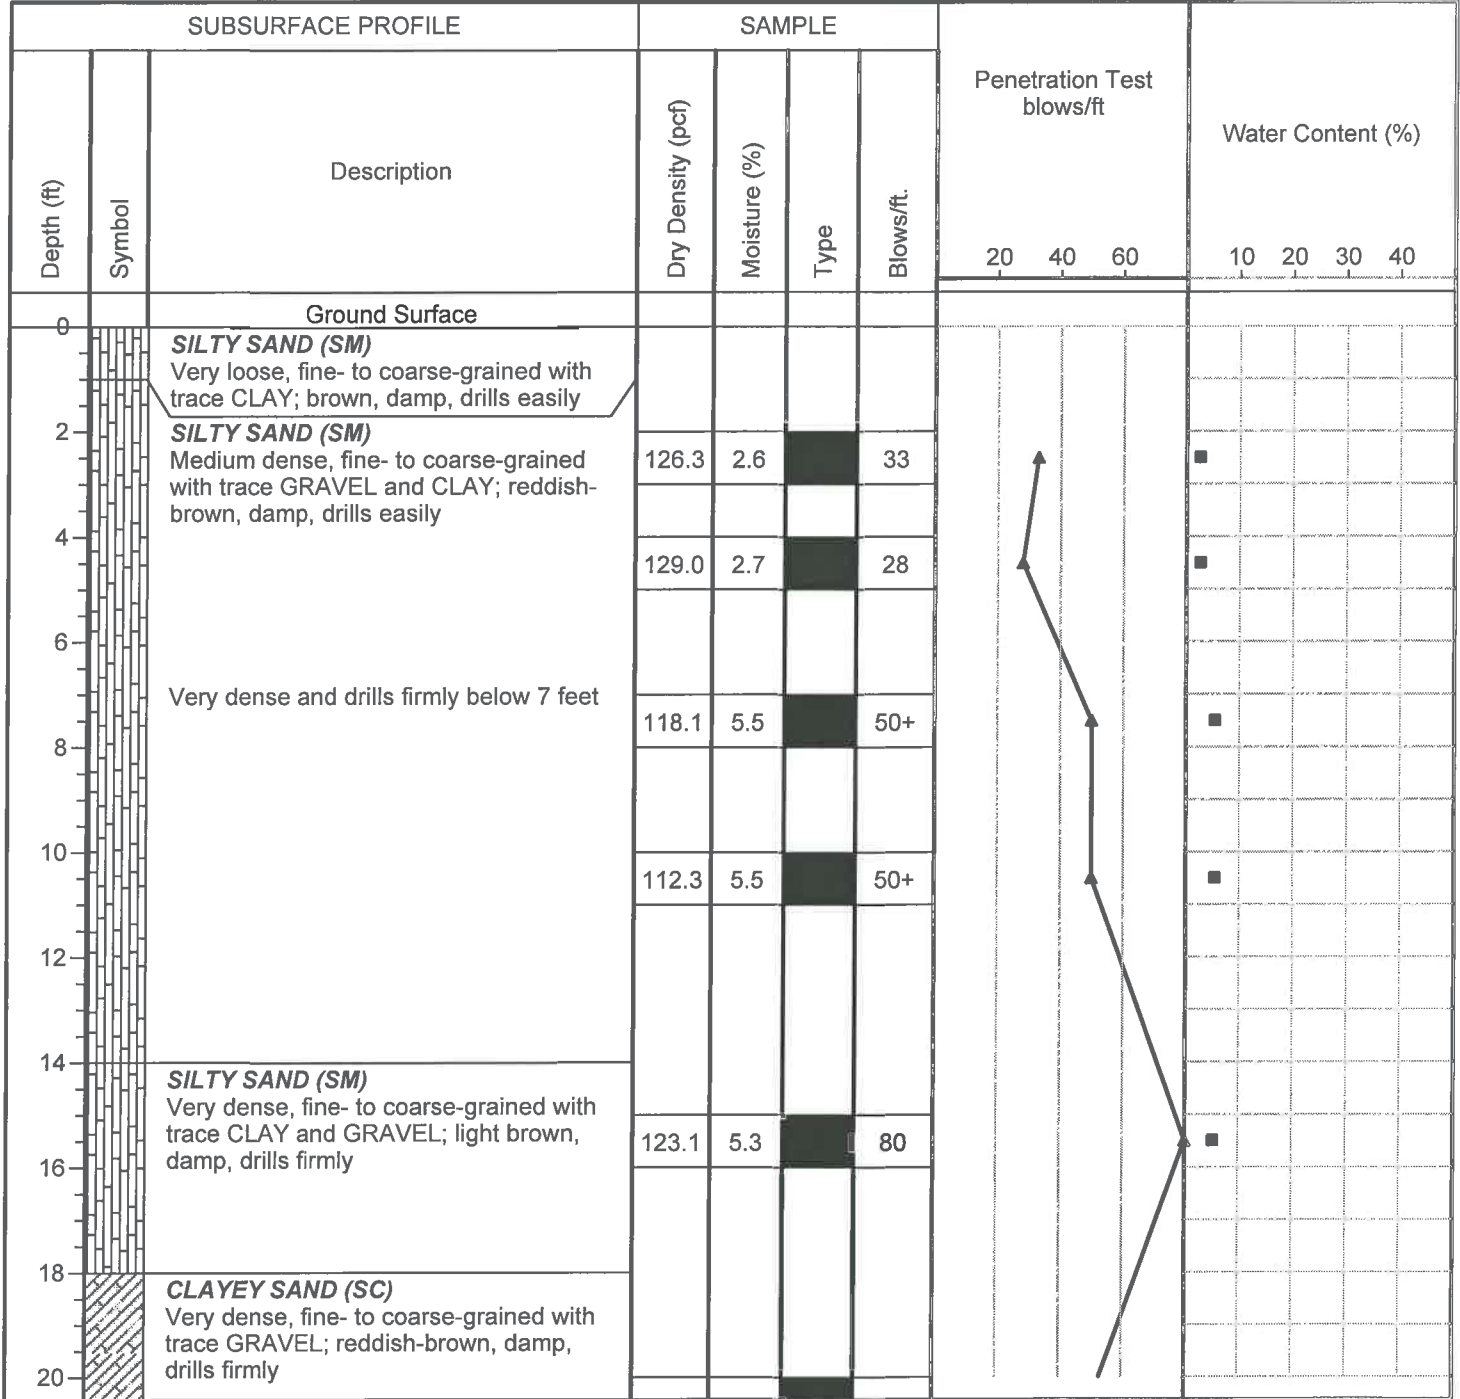 SUBSURFACE PROFILE
SAMPLE
Depth (ft)
Symbol
Description
Dry Density (pcf)
Moisture (%)
Type
Blows/ft.
Penetration Test
blows/ft
20 40 60
Water Content (%)
10 20 30 40
Ground Surface
0
SILTY SAND (SM)
Very loose, fine- to coarse-grained with
trace CLAY; brown, damp, drills easily
2
SILTY SAND (SM)
Medium dense, fine- to coarse-grained
with trace GRAVEL and CLAY; reddish-
brown, damp, drills easily
126.3 2.6 33
4
129.0 2.7 28
6
Very dense and drills firmly below 7 feet
118.1 5.5 50+
8
10
112.3 5.5 50+
12
14
SILTY SAND (SM)
Very dense, fine- to coarse-grained with
trace CLAY and GRAVEL; light brown,
damp, drills firmly
123.1 5.3 80
16
18
CLAYEY SAND (SC)
Very dense, fine- to coarse-grained with
trace GRAVEL; reddish-brown, damp,
drills firmly
20